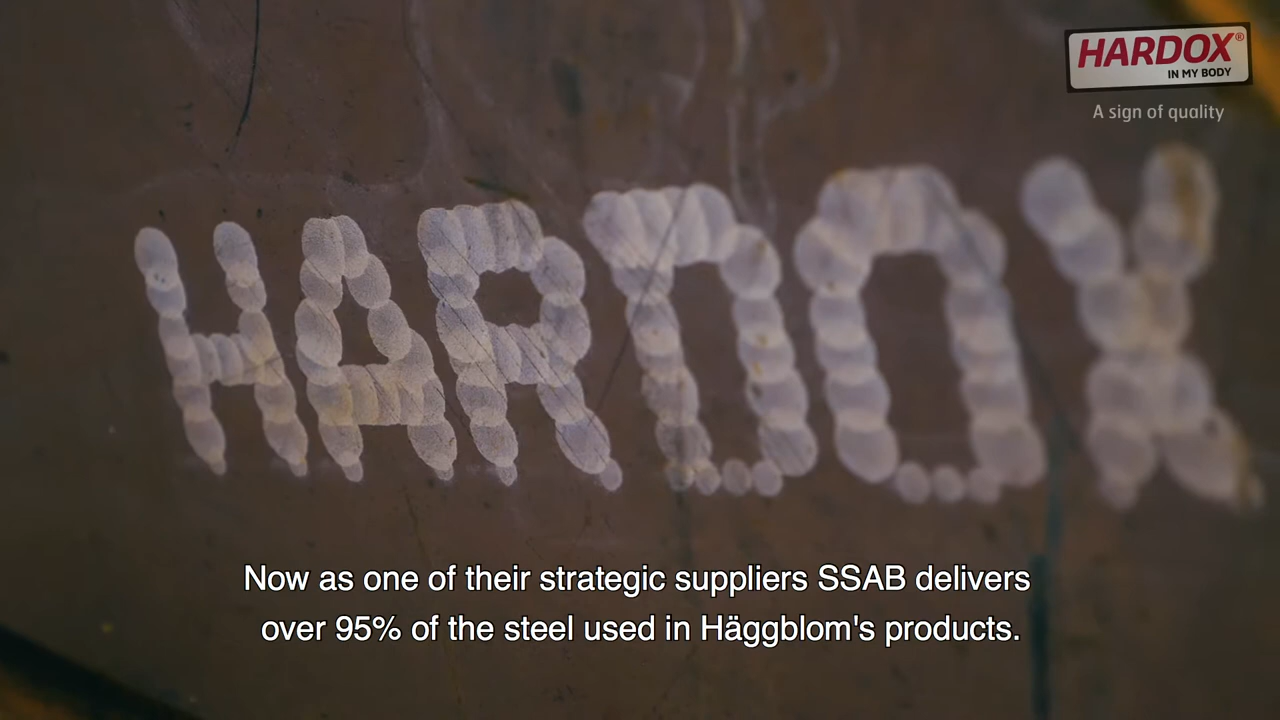 HARDOX®
IN MY BODY
A sign of quality
HARDOX
Now as one of their strategic suppliers SSAB delivers
over 95% of the steel used in Häggblom's products.